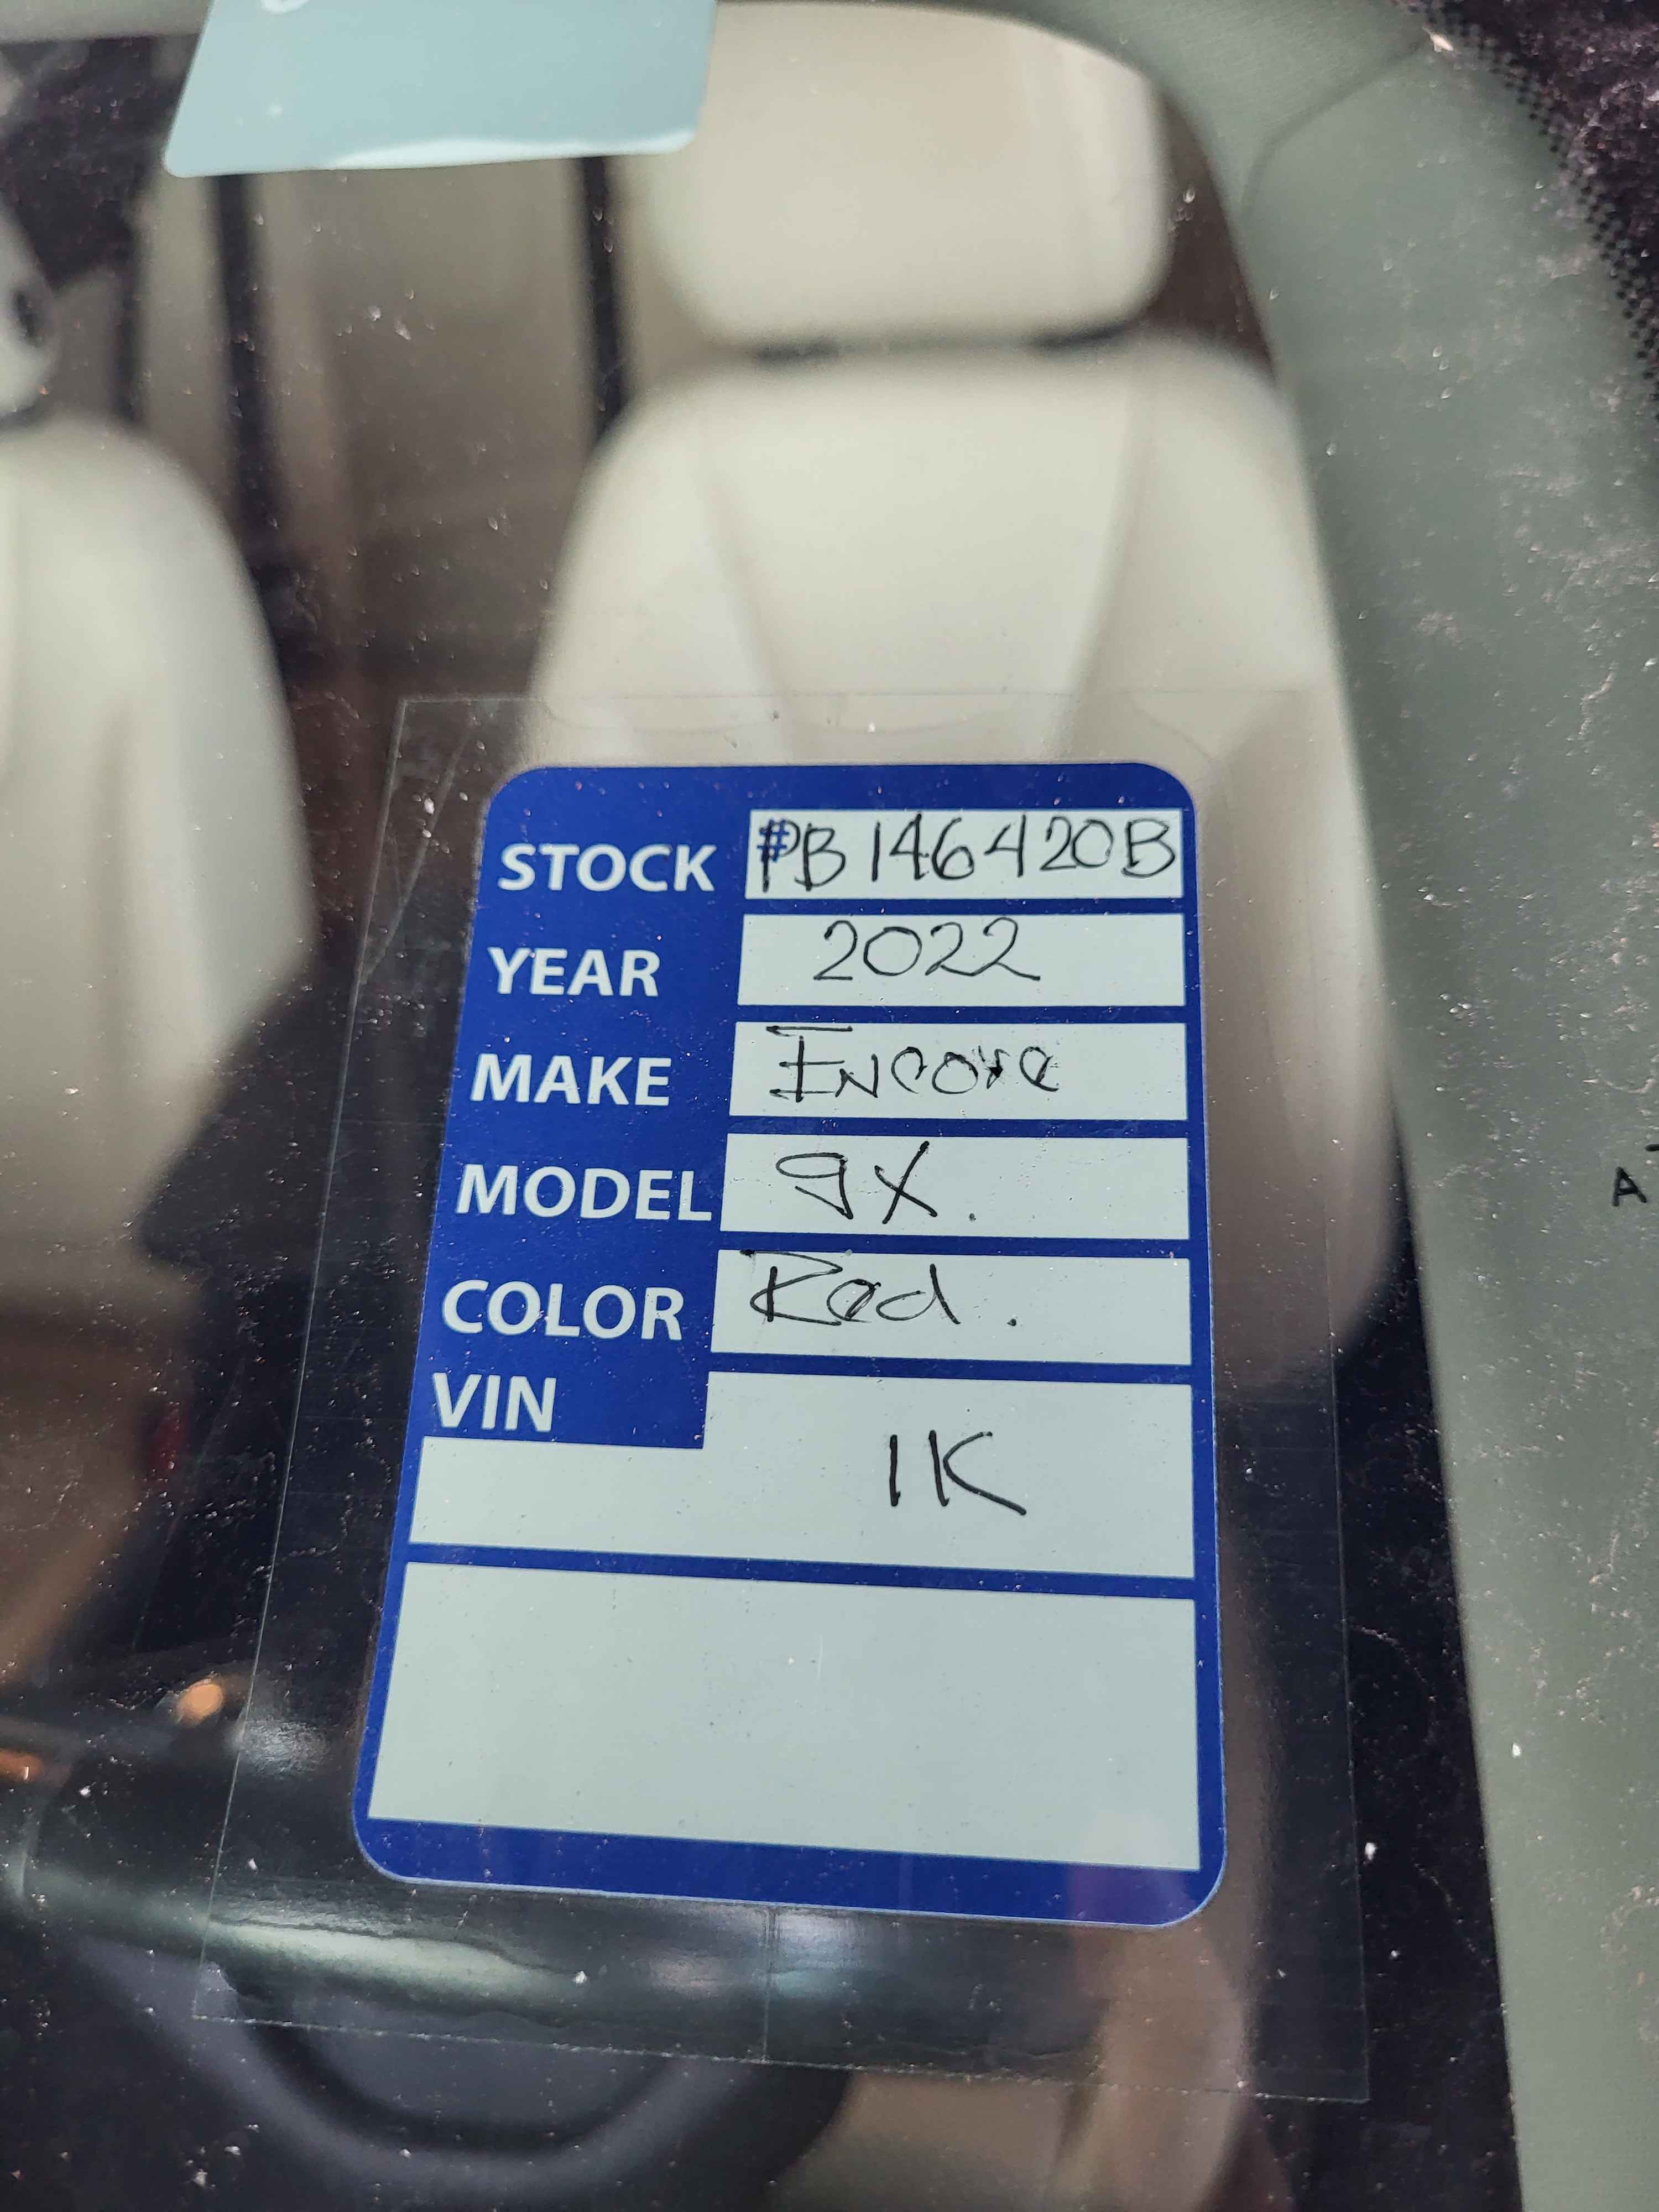 STOCK #PB146420B
YEAR 2022
MAKE Encore
MODEL gX.
COLOR Red.
VIN 1K
A